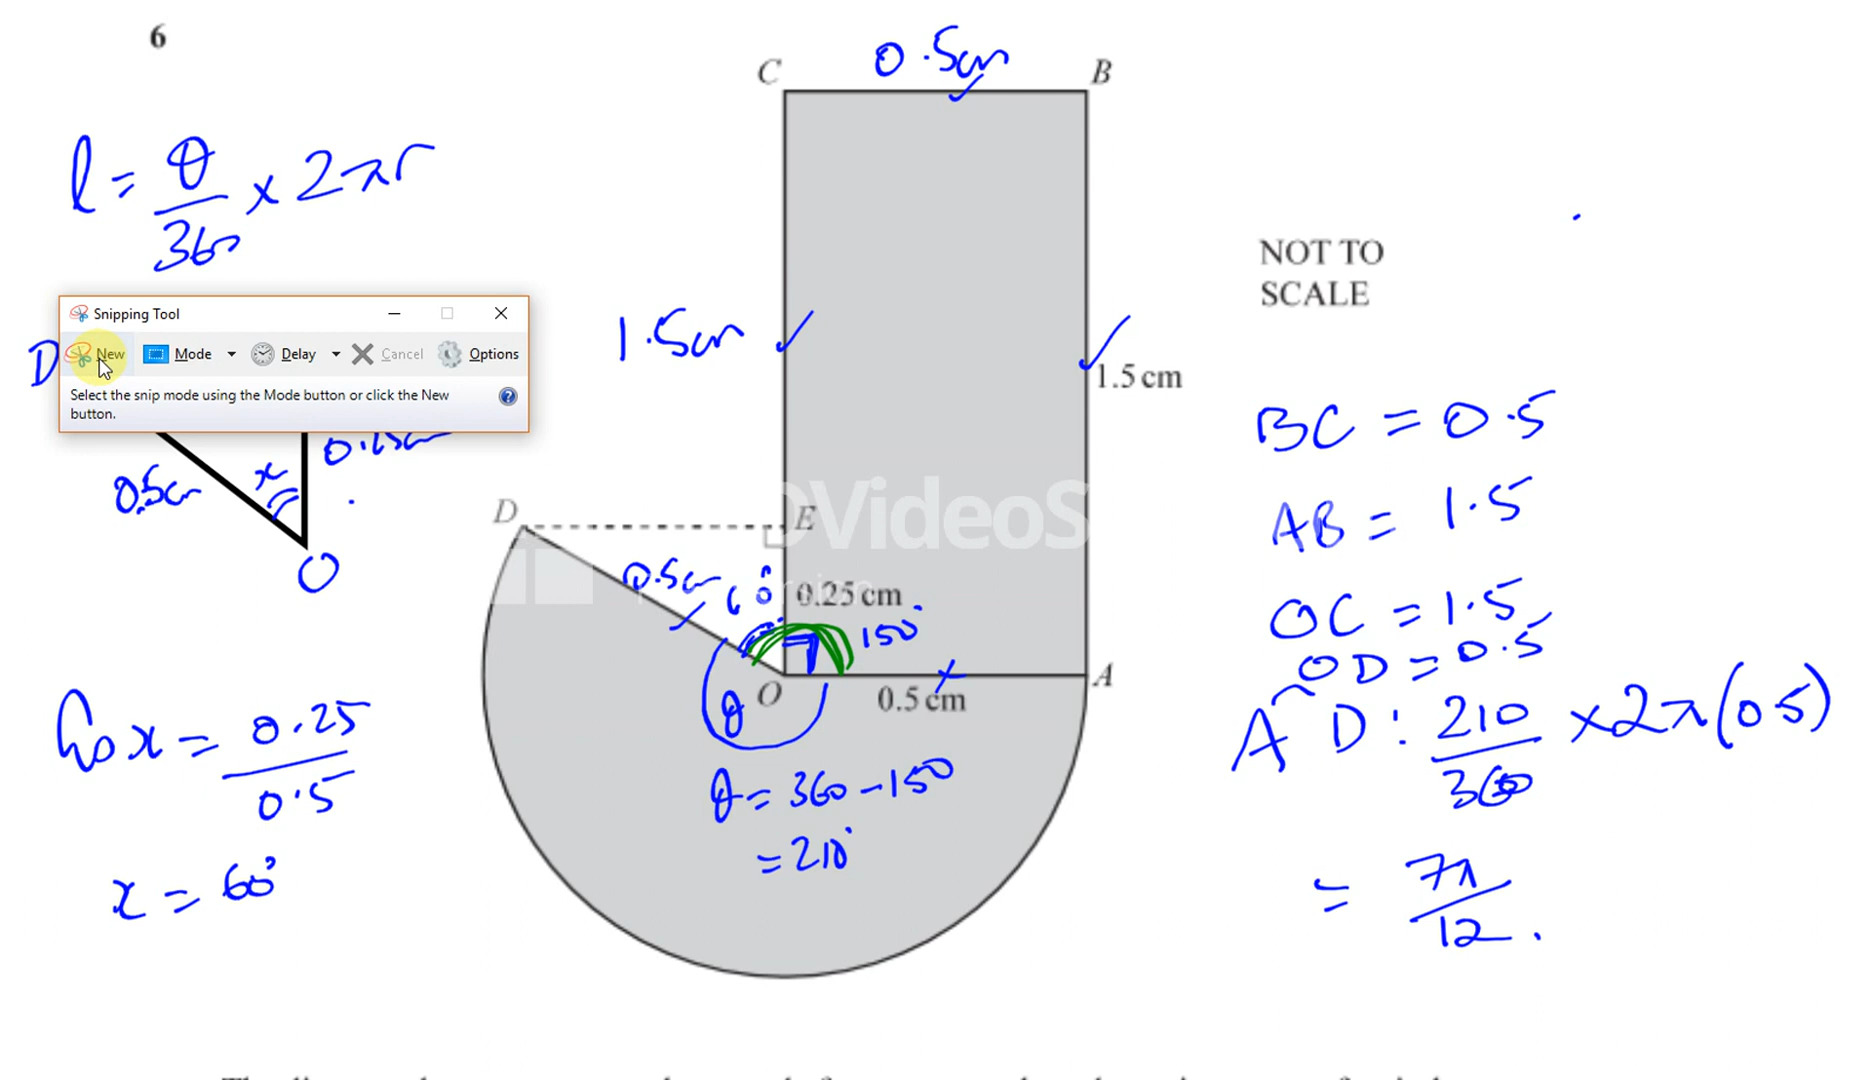 6
C 0.5cm B
l = θ/360 × 2πr
NOT TO
SCALE
Snipping Tool
New Mode Delay Cancel Options
Select the snip mode using the Mode button or click the New
button.
D
1.5cm
1.5 cm
BC = 0.5
AB = 1.5
0.5cm x
O
D E
VideoS
0.5cm 60° 0.25 cm
150°
OC = 1.5
OD = 0.5
O A
θ 0.5 cm
AD : 210/360 × 2π(0.5)
cos x = 0.25/0.5
θ = 360 - 150
= 210°
x = 60°
= 7π/12.